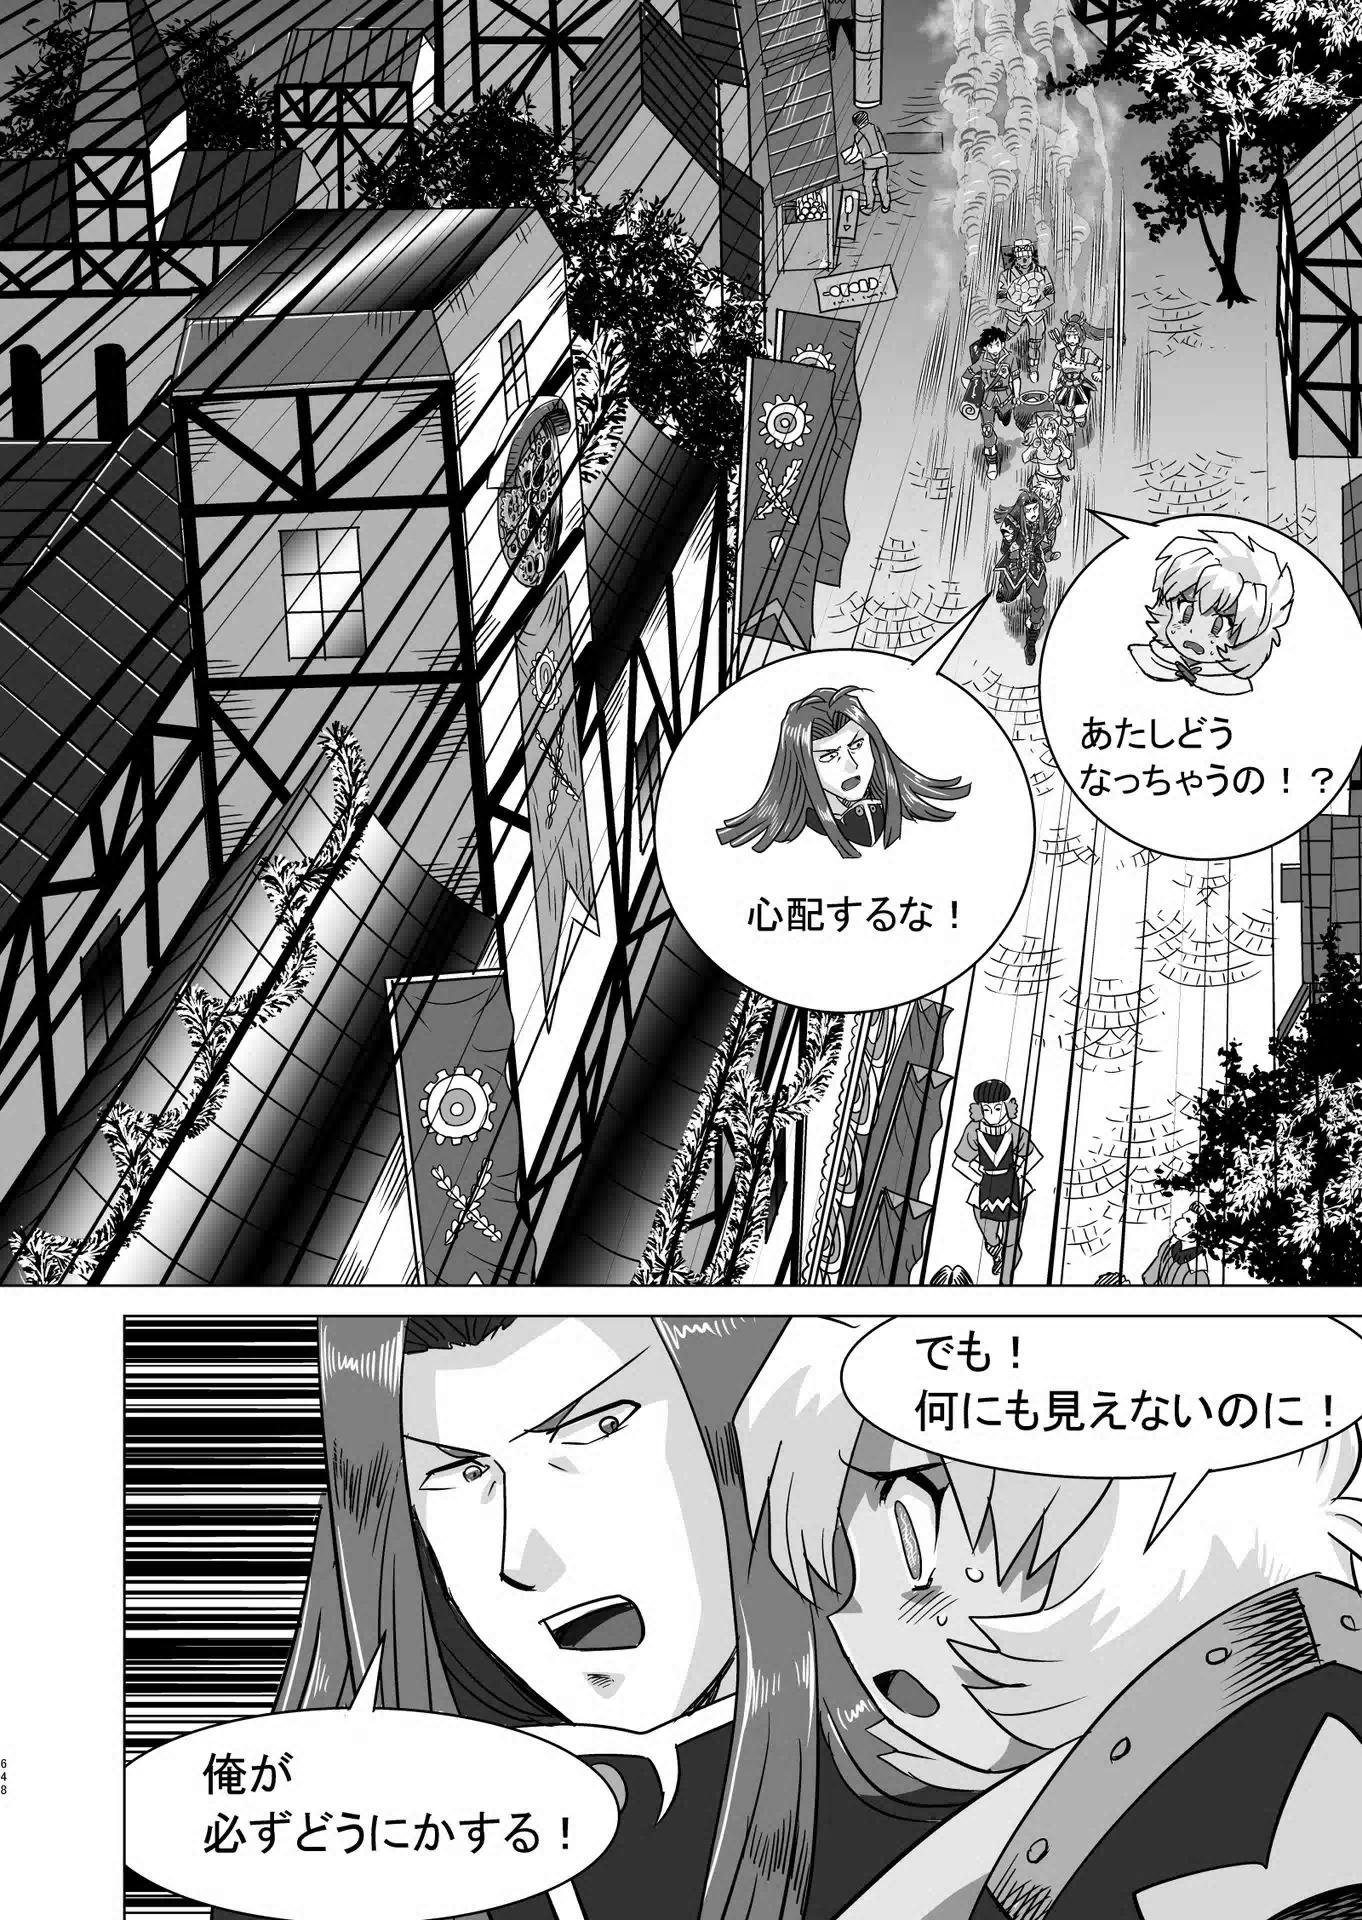 あたしどう
なっちゃうの！？
心配するな！
でも！
何にも見えないのに！
俺が
必ずどうにかする！
648